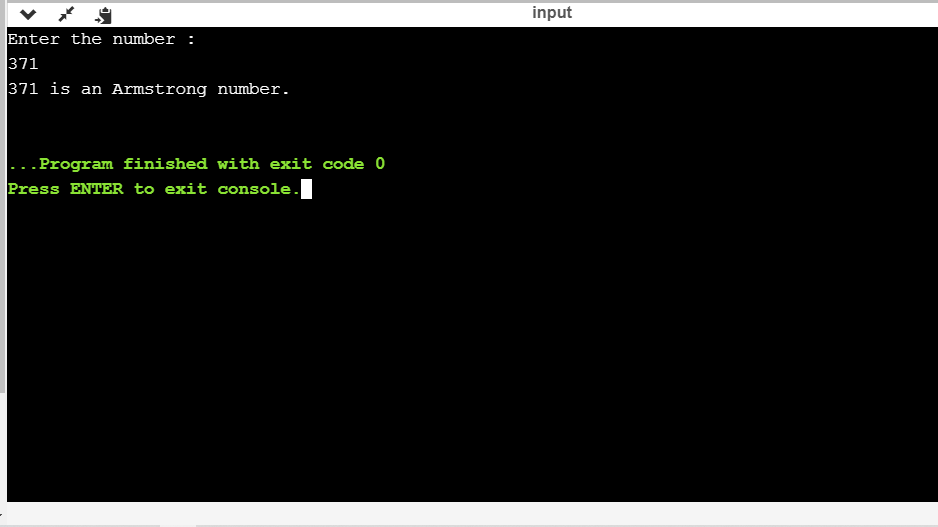 input
Enter the number :
371
371 is an Armstrong number.
...Program finished with exit code 0
Press ENTER to exit console.